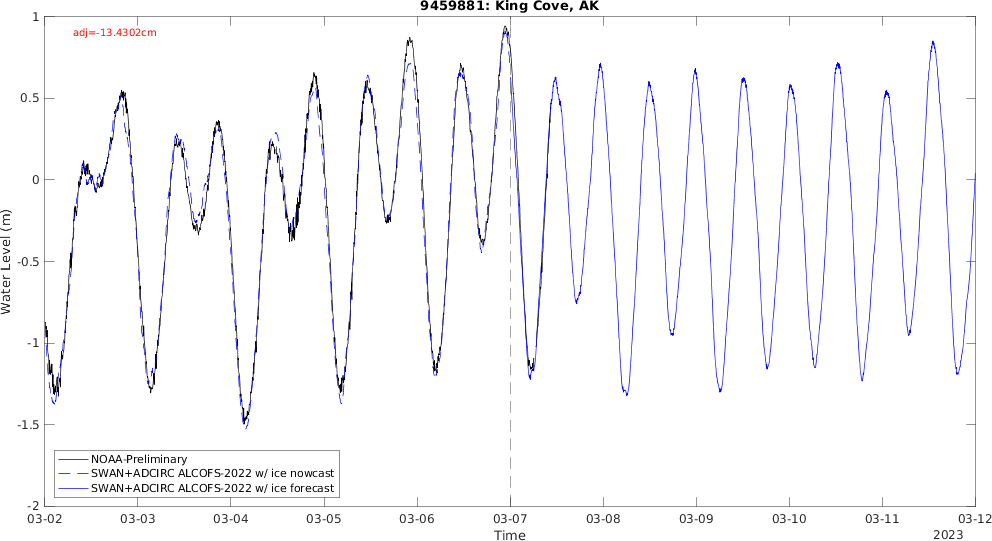 9459881: King Cove, AK
adj=-13.4302cm
1
0.5
0
-0.5
-1
-1.5
-2
Water Level (m)
NOAA-Preliminary
SWAN+ADCIRC ALCOFS-2022 w/ ice nowcast
SWAN+ADCIRC ALCOFS-2022 w/ ice forecast
03-02 03-03 03-04 03-05 03-06 03-07 03-08 03-09 03-10 03-11 03-12
Time
2023